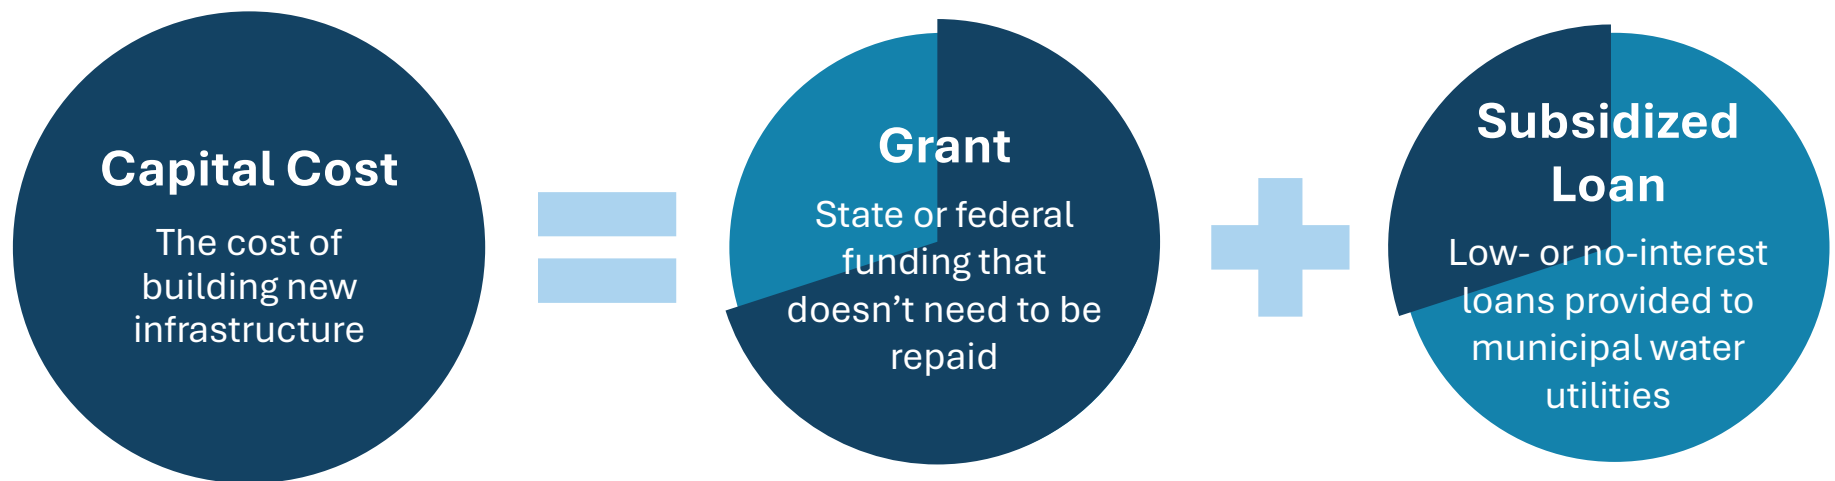 Capital Cost
The cost of
building new
infrastructure
Grant
State or federal
funding that
doesn’t need to be
repaid
Subsidized
Loan
Low- or no-interest
loans provided to
municipal water
utilities